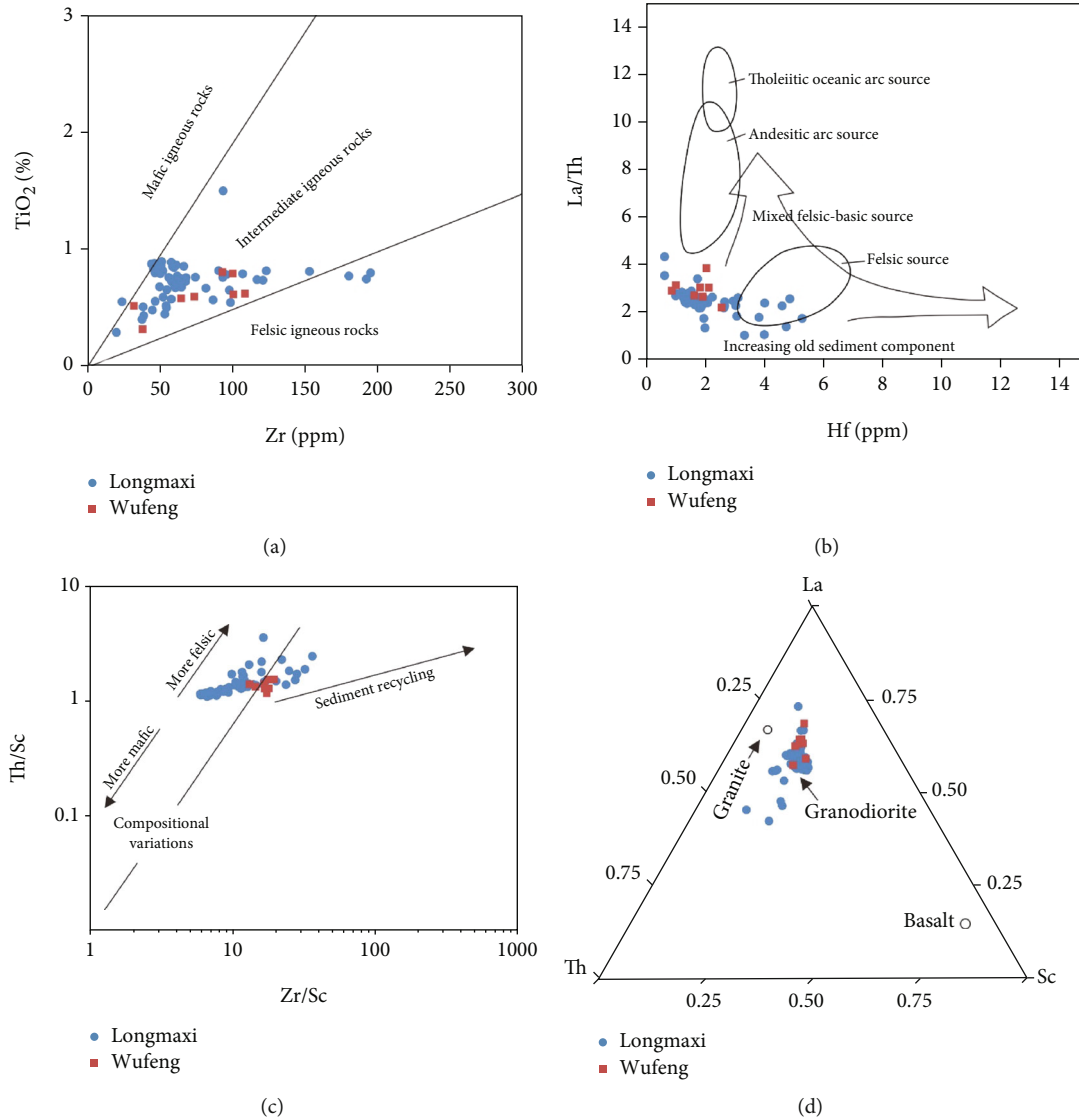 3
2
1
0
TiO2 (%)
Mafic igneous rocks
Intermediate igneous rocks
Felsic igneous rocks
0 50 100 150 200 250 300
Zr (ppm)
Longmaxi
Wufeng
(a)
14
12
10
8
6
4
2
0
La/Th
Tholeiitic oceanic arc source
Andesitic arc source
Mixed felsic-basic source
Felsic source
Increasing old sediment component
0 2 4 6 8 10 12 14
Hf (ppm)
Longmaxi
Wufeng
(b)
10
1
0.1
Th/Sc
More felsic
More mafic
Sediment recycling
Compositional
variations
1 10 100 1000
Zr/Sc
Longmaxi
Wufeng
(c)
La
0.25
0.75
Granite
0.50
0.50
Granodiorite
0.75
0.25
Basalt
Th
Sc
0.25 0.50 0.75
Longmaxi
Wufeng
(d)